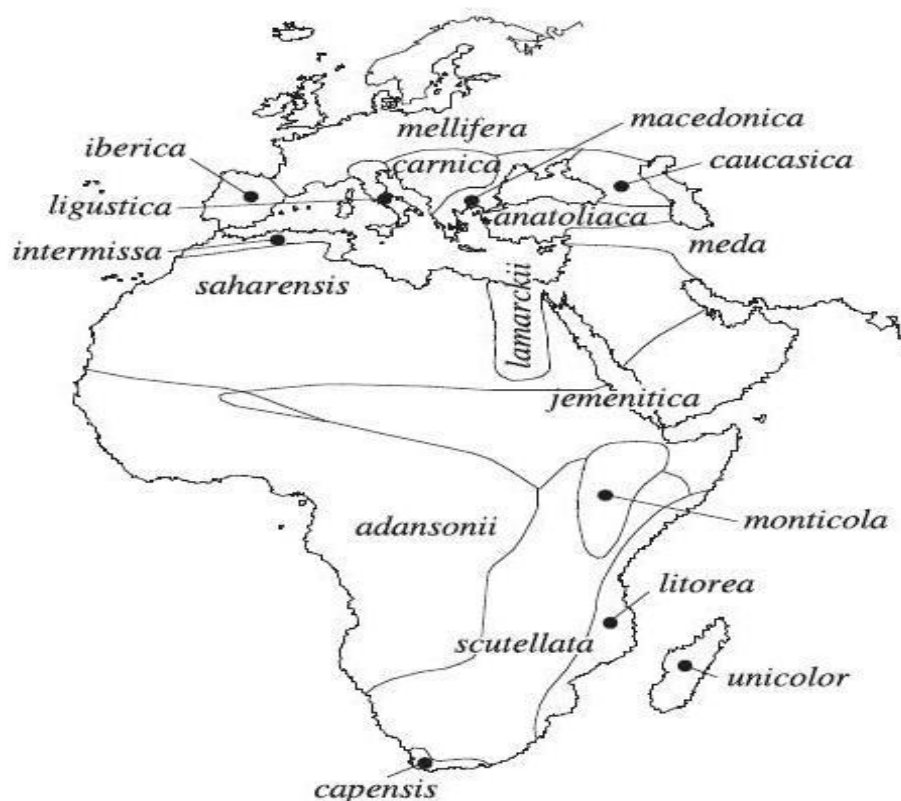 mellifera
macedonica
iberica
carnica
caucasica
ligustica
anatoliaca
intermissa
meda
saharensis
lamarckii
jemenitica
adansonii
monticola
litorea
scutellata
unicolor
capensis